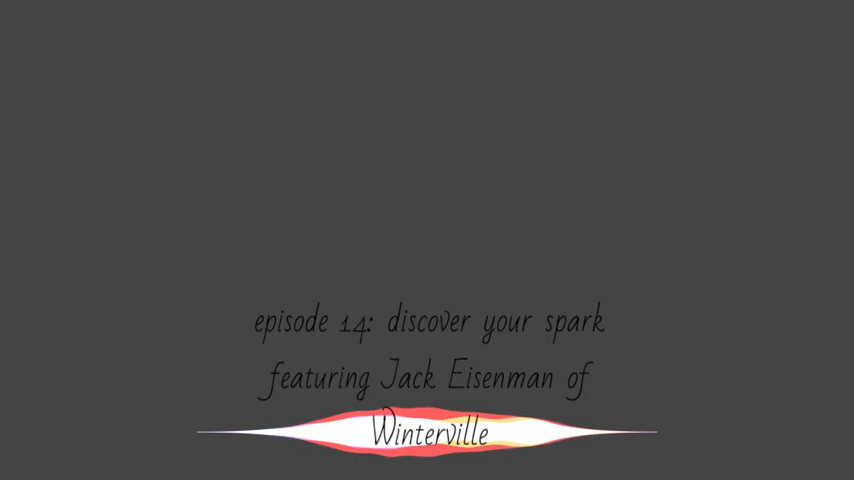 episode 14: discover your spark
featuring Jack Eisenman of
Winterville